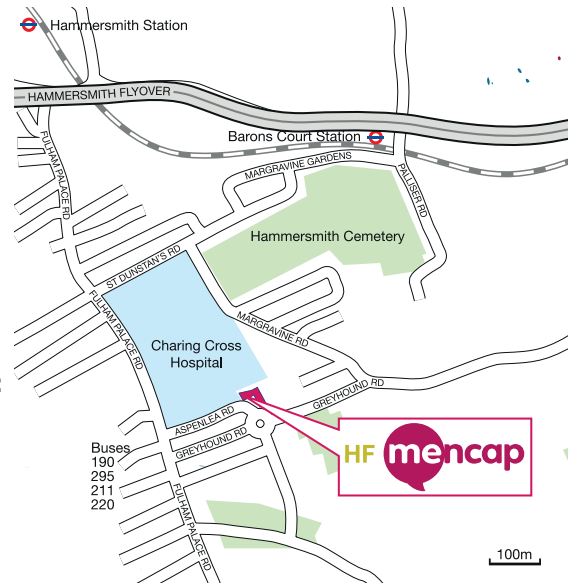 Hammersmith Station
HAMMERSMITH FLYOVER
Barons Court Station
FULHAM PALACE RD
MARGRAVINE GARDENS
PALLISER RD
Hammersmith Cemetery
ST DUNSTAN'S RD
FULHAM PALACE RD
MARGRAVINE RD
Charing Cross
Hospital
GREYHOUND RD
ASPENLEA RD
GREYHOUND RD
HF mencap
Buses
190
295
211
220
FULHAM PALACE RD
100m